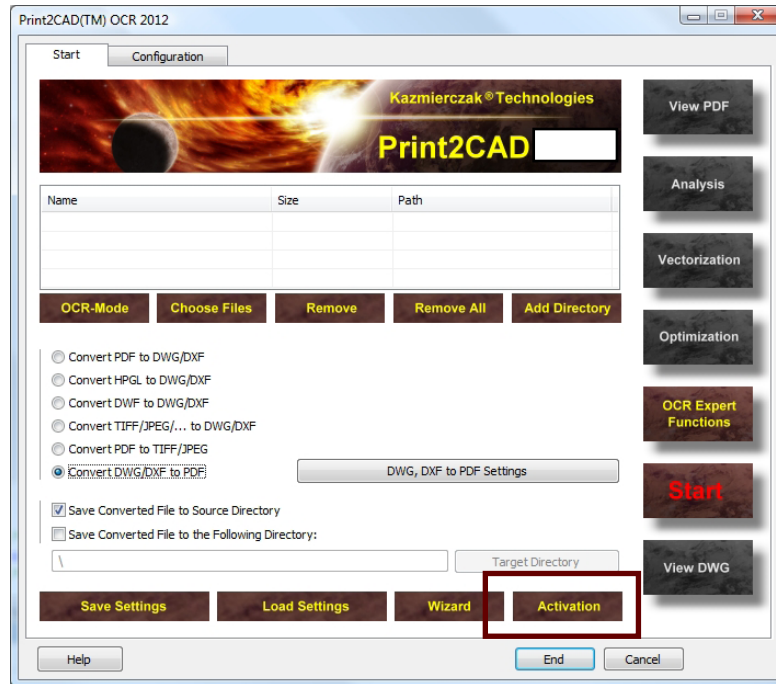 Print2CAD(TM) OCR 2012
Start Configuration
Kazmierczak® Technologies
Print2CAD
View PDF
Analysis
Name Size Path
Vectorization
OCR-Mode Choose Files Remove Remove All Add Directory
Optimization
Convert PDF to DWG/DXF
Convert HPGL to DWG/DXF
Convert DWF to DWG/DXF
OCR Expert
Functions
Convert TIFF/JPEG/... to DWG/DXF
Convert PDF to TIFF/JPEG
Convert DWG/DXF to PDF DWG, DXF to PDF Settings
Start
Save Converted File to Source Directory
Save Converted File to the Following Directory:
\ Target Directory
View DWG
Save Settings Load Settings Wizard Activation
Help End Cancel